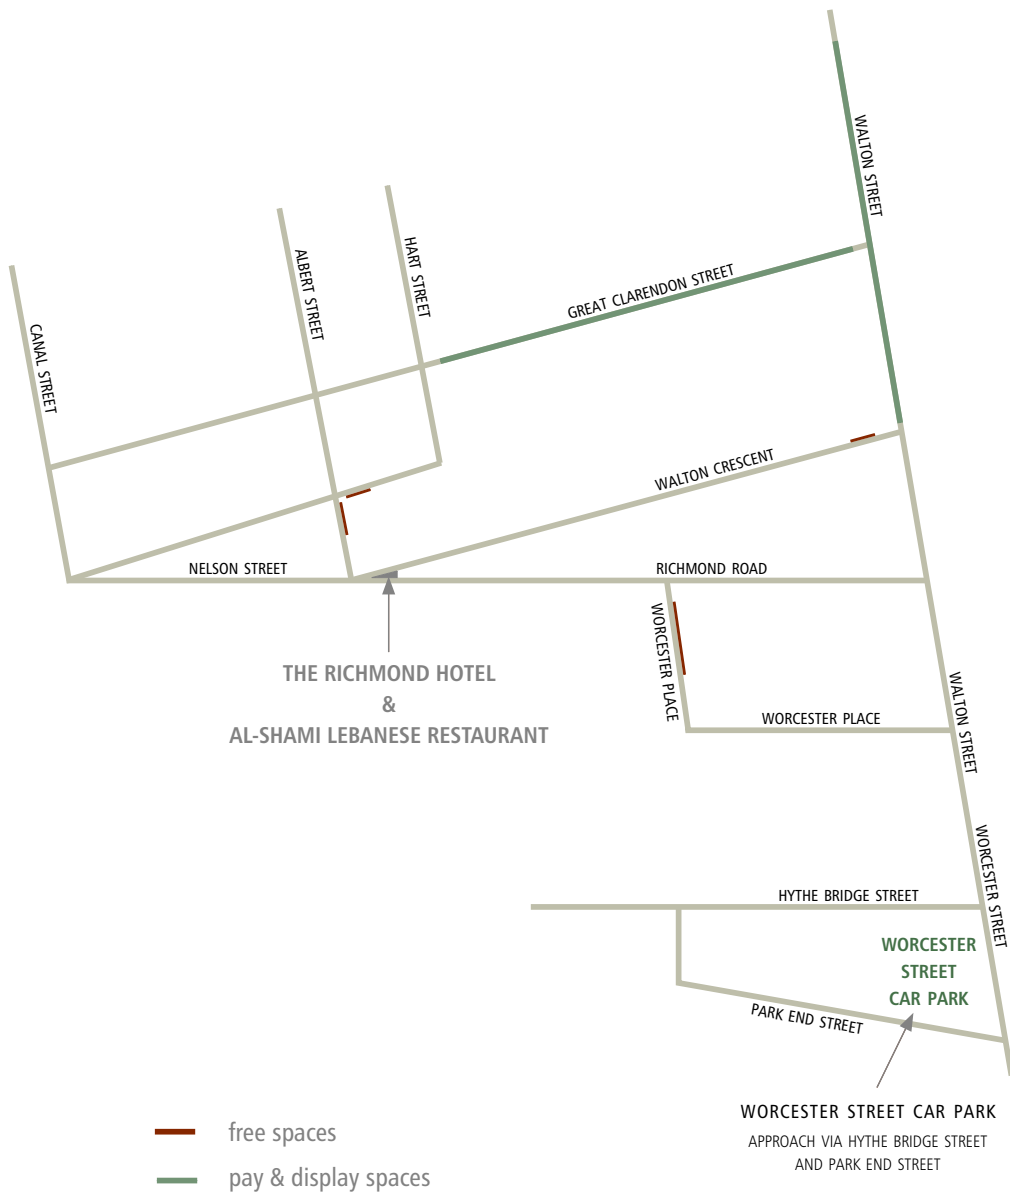 WALTON STREET
HART STREET
ALBERT STREET
GREAT CLARENDON STREET
CANAL STREET
WALTON CRESCENT
NELSON STREET
RICHMOND ROAD
WORCESTER PLACE
THE RICHMOND HOTEL
&
AL-SHAMI LEBANESE RESTAURANT
WORCESTER PLACE
WALTON STREET
WORCESTER STREET
HYTHE BRIDGE STREET
WORCESTER
STREET
CAR PARK
PARK END STREET
WORCESTER STREET CAR PARK
APPROACH VIA HYTHE BRIDGE STREET
AND PARK END STREET
free spaces
pay & display spaces